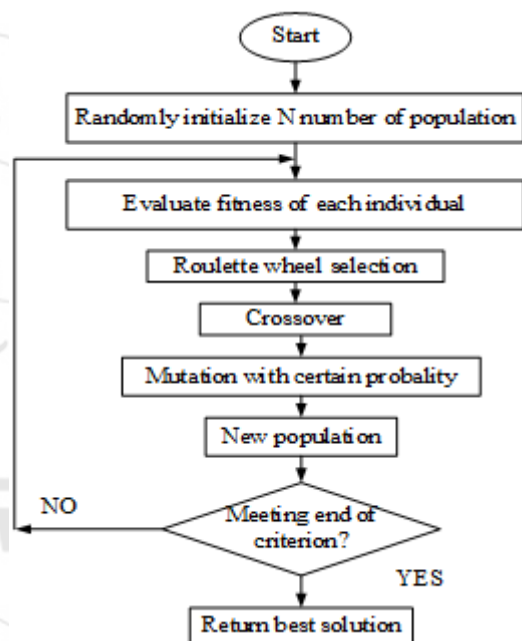 Start
Randomly initialize N number of population
Evaluate fitness of each individual
Roulette wheel selection
Crossover
Mutation with certain probality
New population
Meeting end of
criterion?
NO
YES
Return best solution